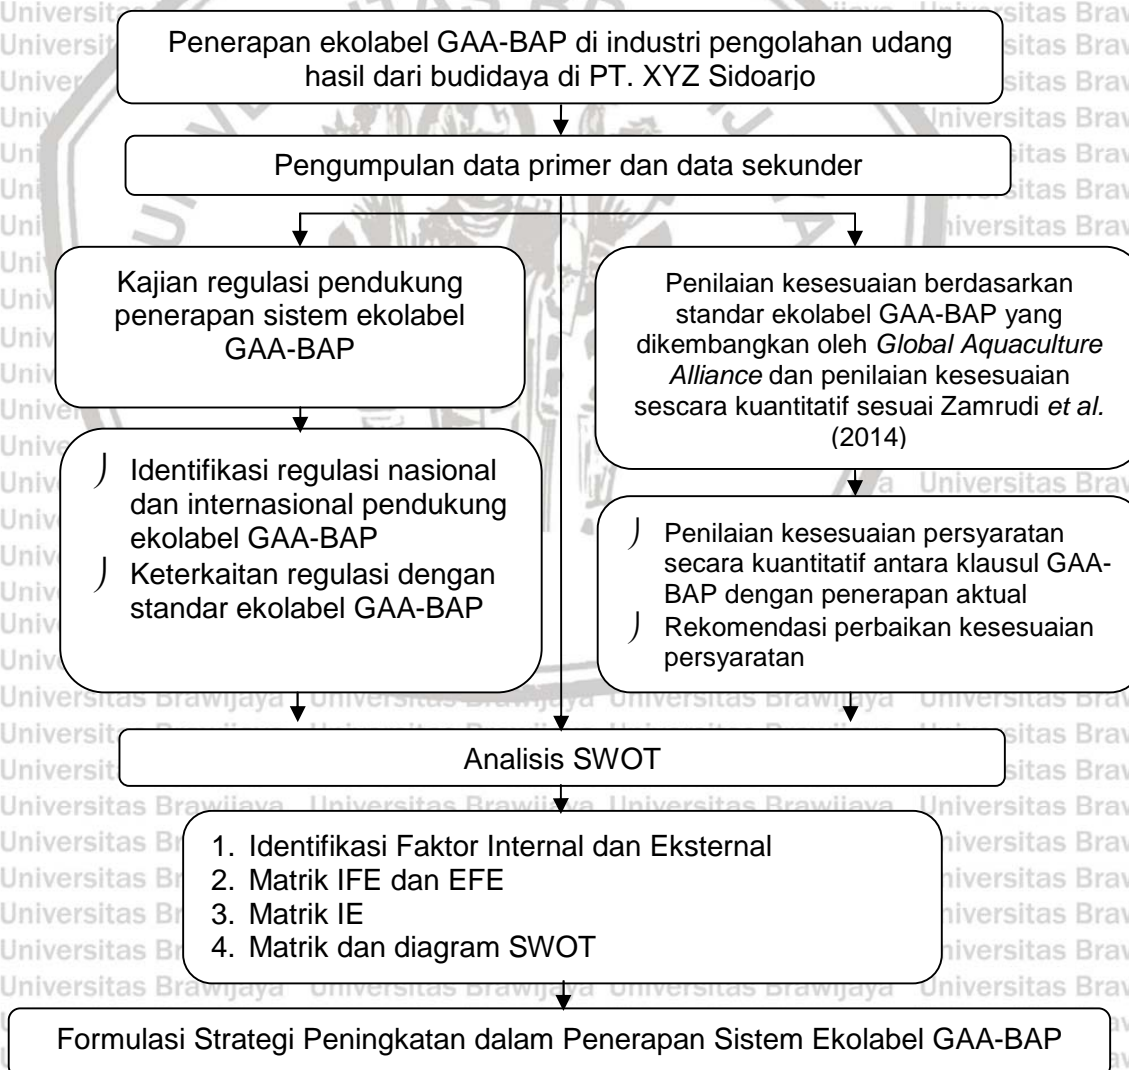 Penerapan ekolabel GAA-BAP di industri pengolahan udang
hasil dari budidaya di PT. XYZ Sidoarjo
Pengumpulan data primer dan data sekunder
Kajian regulasi pendukung
penerapan sistem ekolabel
GAA-BAP
Penilaian kesesuaian berdasarkan
standar ekolabel GAA-BAP yang
dikembangkan oleh Global Aquaculture
Alliance dan penilaian kesesuaian
sescara kuantitatif sesuai Zamrudi et al.
(2014)
Identifikasi regulasi nasional
dan internasional pendukung
ekolabel GAA-BAP
Keterkaitan regulasi dengan
standar ekolabel GAA-BAP
Penilaian kesesuaian persyaratan
secara kuantitatif antara klausul GAA-
BAP dengan penerapan aktual
Rekomendasi perbaikan kesesuaian
persyaratan
Analisis SWOT
1. Identifikasi Faktor Internal dan Eksternal
2. Matrik IFE dan EFE
3. Matrik IE
4. Matrik dan diagram SWOT
Formulasi Strategi Peningkatan dalam Penerapan Sistem Ekolabel GAA-BAP